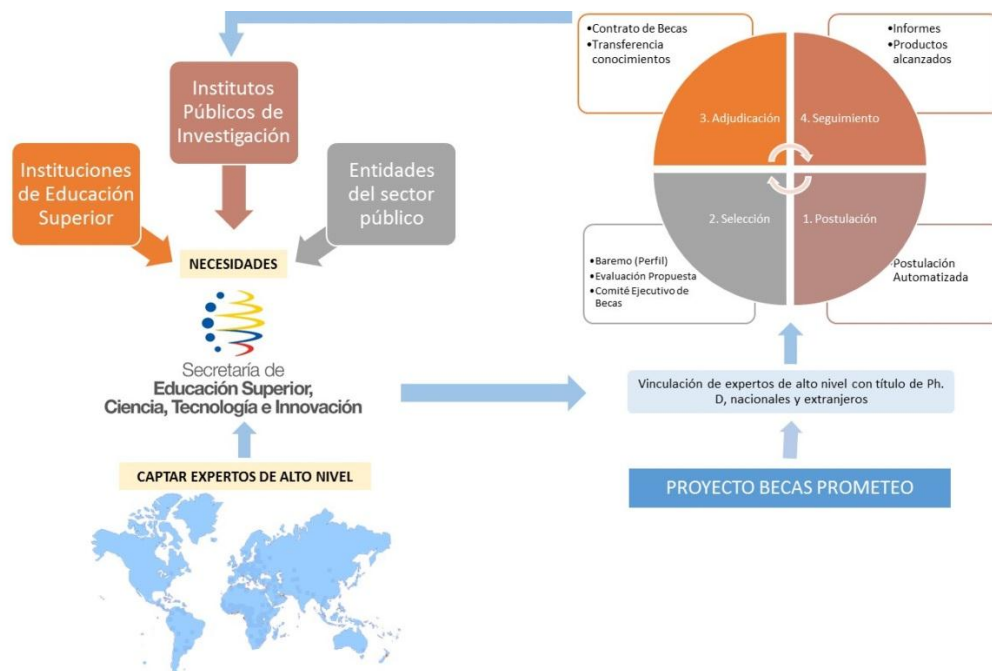 Institutos
Públicos de
Investigación
Instituciones
de Educación
Superior
Entidades
del sector
público
NECESIDADES
Secretaría de
Educación Superior,
Ciencia, Tecnología e Innovación
CAPTAR EXPERTOS DE ALTO NIVEL
•Contrato de Becas
•Transferencia
conocimientos
•Informes
•Productos
alcanzados
3. Adjudicación
4. Seguimiento
2. Selección
1. Postulación
•Baremo (Perfil)
•Evaluación Propuesta
•Comité Ejecutivo de
Becas
•Postulación
Automatizada
Vinculación de expertos de alto nivel con título de Ph.
D, nacionales y extranjeros
PROYECTO BECAS PROMETEO